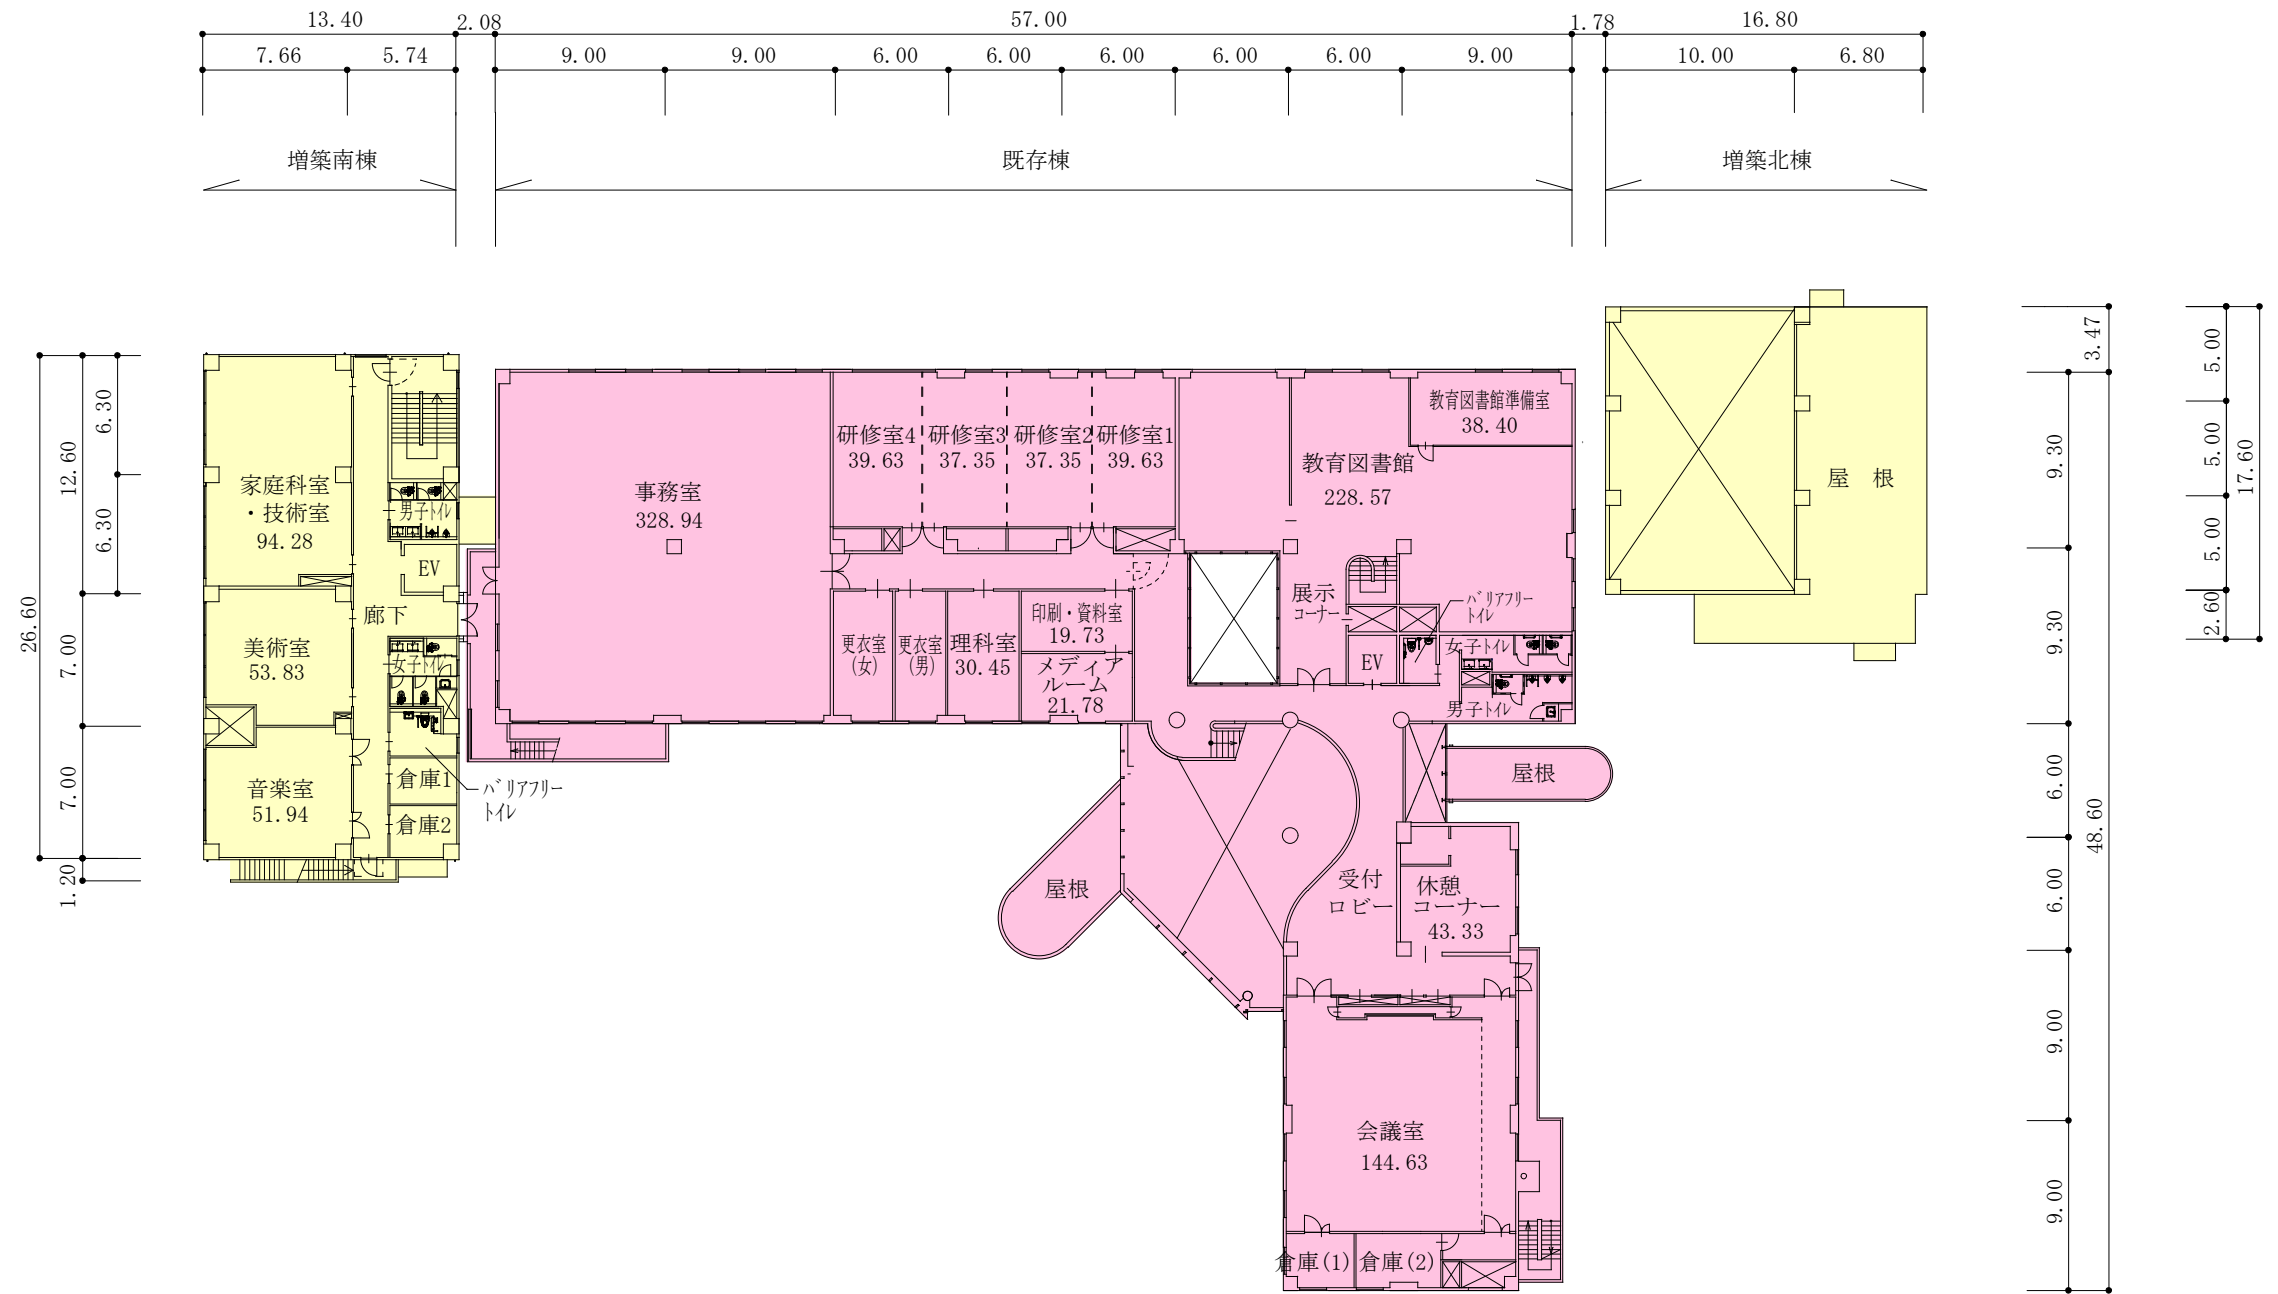 13.40
2.08
57.00
1.78
16.80
7.66
5.74
9.00
9.00
6.00
6.00
6.00
6.00
6.00
9.00
10.00
6.80
増築南棟
既存棟
増築北棟
26.60
12.60
6.30
6.30
7.00
7.00
1.20
家庭科室
・技術室
94.28
男子トイレ
EV
廊下
美術室
53.83
女子トイレ
音楽室
51.94
倉庫1
倉庫2
バリアフリー
トイレ
事務室
328.94
研修室4
39.63
研修室3
37.35
研修室2
37.35
研修室1
39.63
教育図書館準備室
38.40
教育図書館
228.57
更衣室
(女)
更衣室
(男)
理科室
30.45
印刷・資料室
19.73
メディア
ルーム
21.78
展示
コーナー
バリアフリー
トイレ
EV
女子トイレ
男子トイレ
屋根
屋根
受付
ロビー
休憩
コーナー
43.33
会議室
144.63
倉庫(1)
倉庫(2)
屋 根
3.47
9.30
9.30
6.00
6.00
9.00
9.00
48.60
5.00
5.00
5.00
2.60
17.60